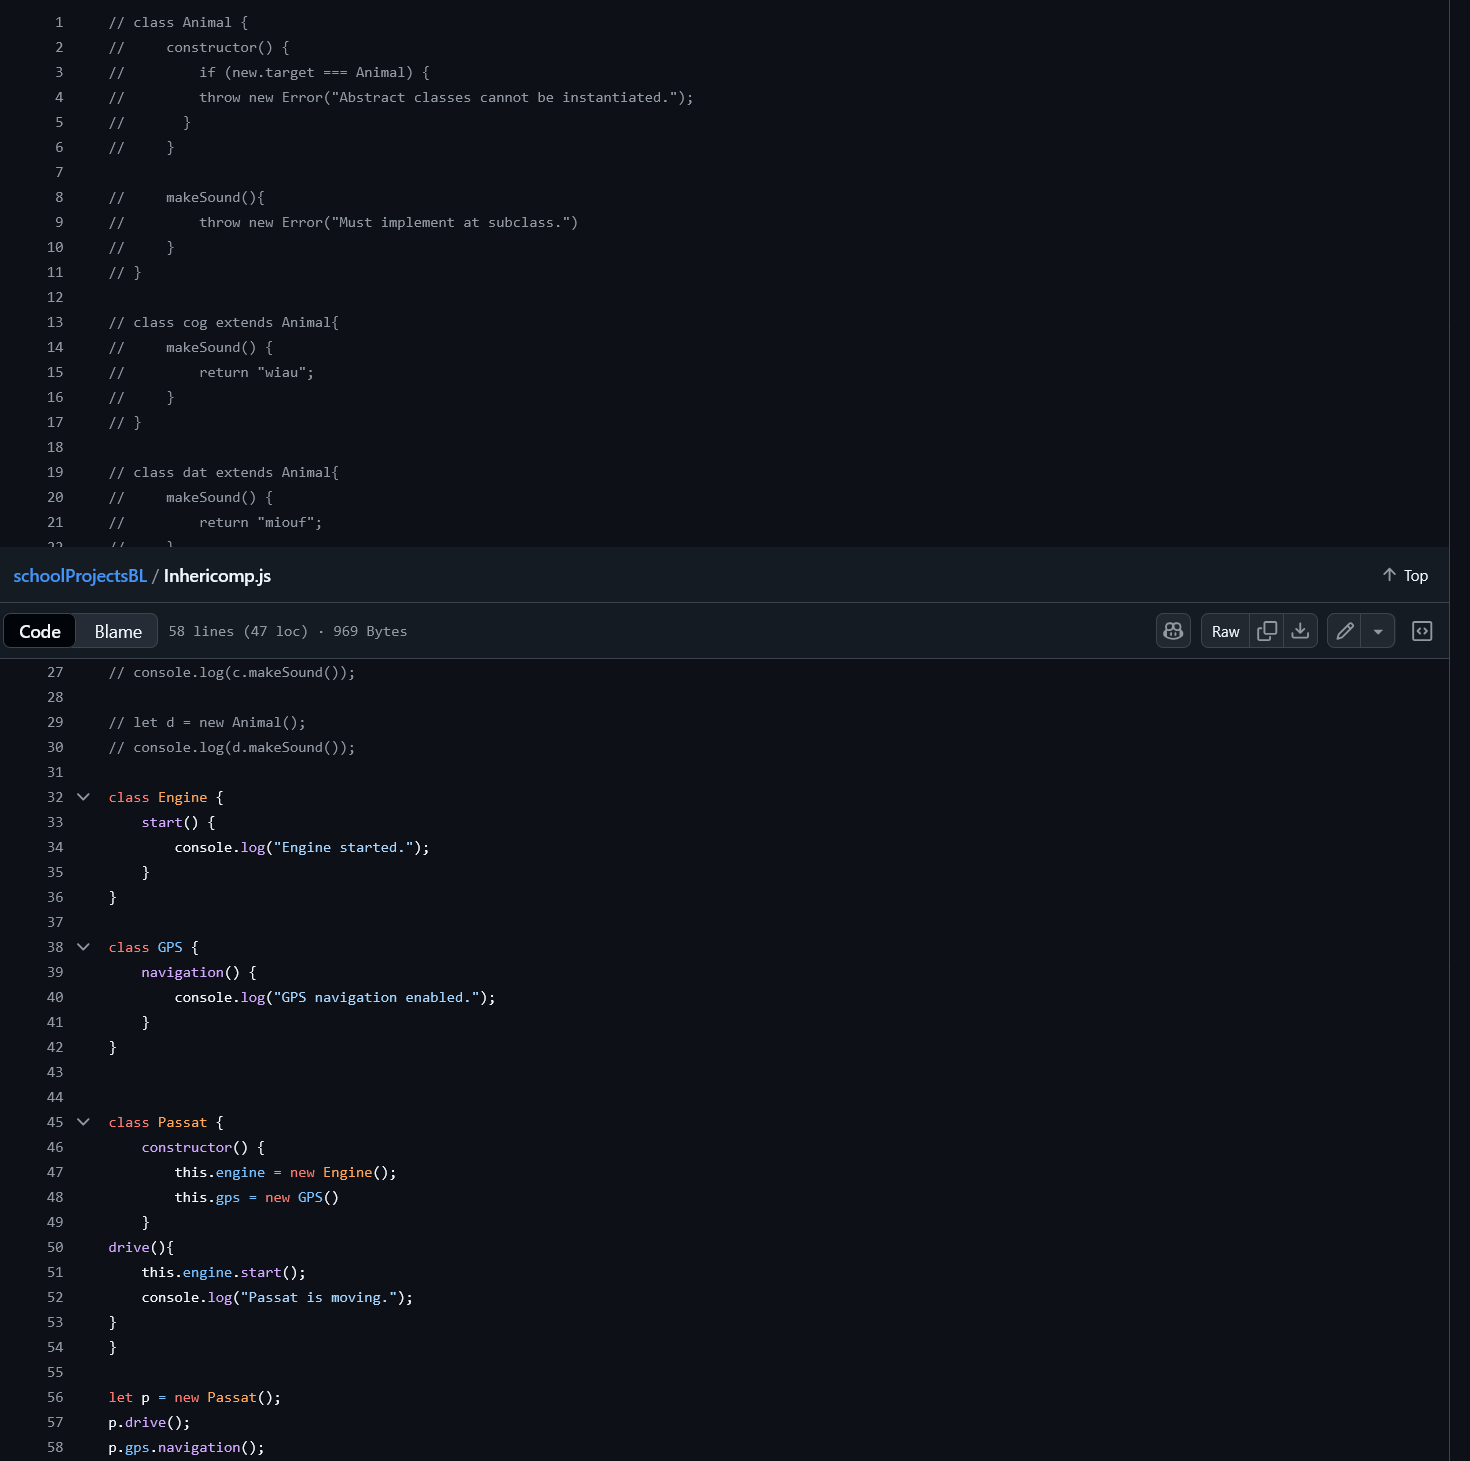 1 // class Animal {
2 //     constructor() {
3 //         if (new.target === Animal) {
4 //         throw new Error("Abstract classes cannot be instantiated.");
5 //       }
6 //     }
7
8 //     makeSound(){
9 //         throw new Error("Must implement at subclass.")
10 //     }
11 // }
12
13 // class cog extends Animal{
14 //     makeSound() {
15 //         return "wiau";
16 //     }
17 // }
18
19 // class dat extends Animal{
20 //     makeSound() {
21 //         return "miouf";
22 //     }
schoolProjectsBL / Inhericomp.js
Top
Code Blame 58 lines (47 loc) · 969 Bytes Raw
27 // console.log(c.makeSound());
28
29 // let d = new Animal();
30 // console.log(d.makeSound());
31
32 class Engine {
33     start() {
34         console.log("Engine started.");
35     }
36 }
37
38 class GPS {
39     navigation() {
40         console.log("GPS navigation enabled.");
41     }
42 }
43
44
45 class Passat {
46     constructor() {
47         this.engine = new Engine();
48         this.gps = new GPS()
49     }
50 drive(){
51     this.engine.start();
52     console.log("Passat is moving.");
53 }
54 }
55
56 let p = new Passat();
57 p.drive();
58 p.gps.navigation();